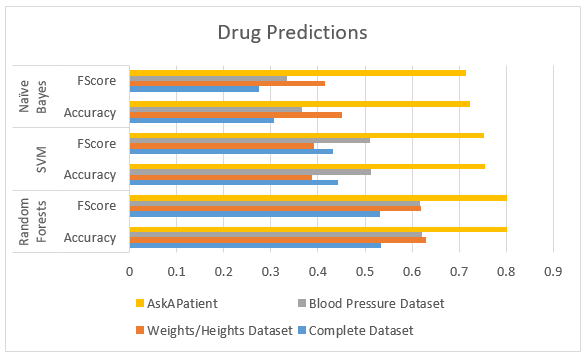 Drug Predictions
Naïve Bayes
FScore
Accuracy
SVM
FScore
Accuracy
Random Forests
FScore
Accuracy
0 0.1 0.2 0.3 0.4 0.5 0.6 0.7 0.8 0.9
AskAPatient Blood Pressure Dataset
Weights/Heights Dataset Complete Dataset